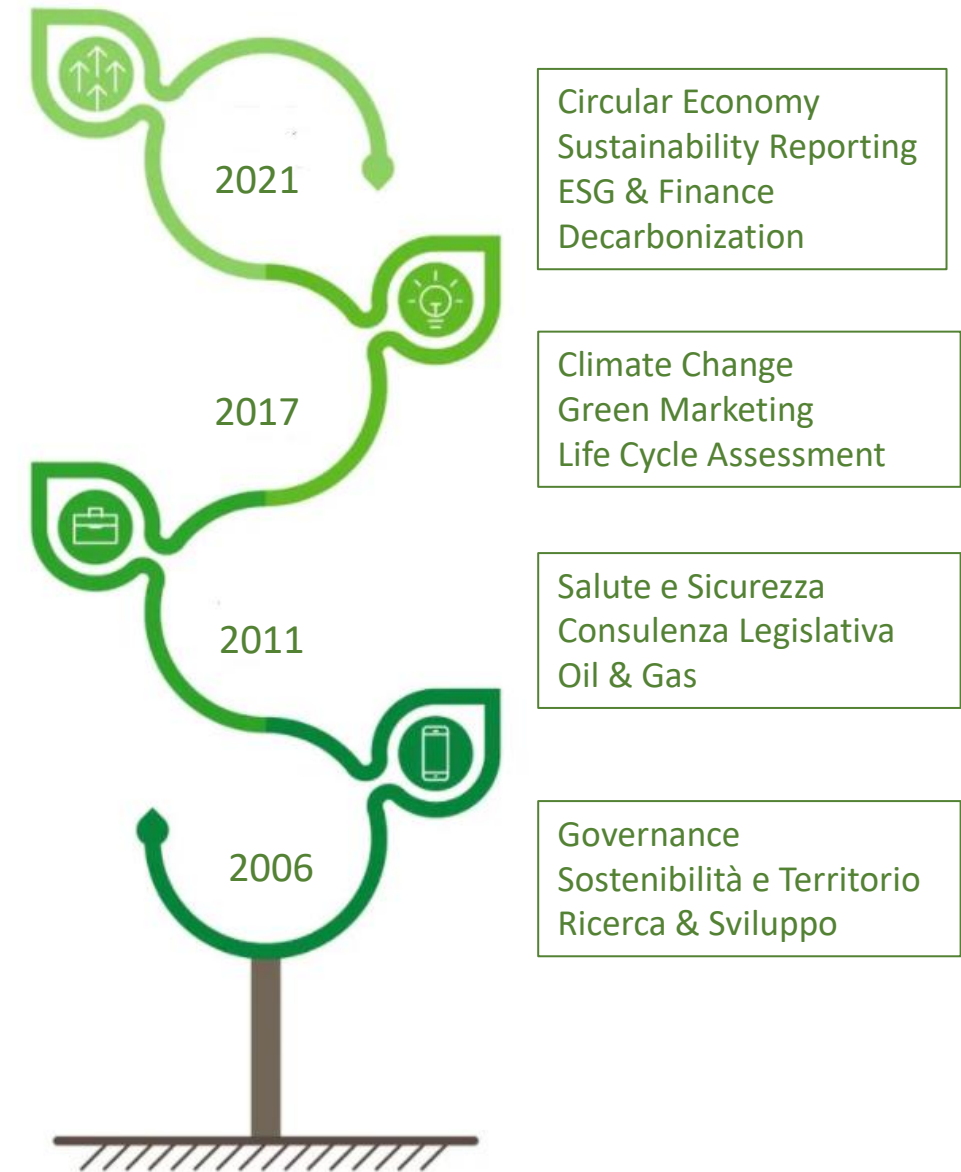 2021
Circular Economy
Sustainability Reporting
ESG & Finance
Decarbonization
2017
Climate Change
Green Marketing
Life Cycle Assessment
2011
Salute e Sicurezza
Consulenza Legislativa
Oil & Gas
2006
Governance
Sostenibilità e Territorio
Ricerca & Sviluppo